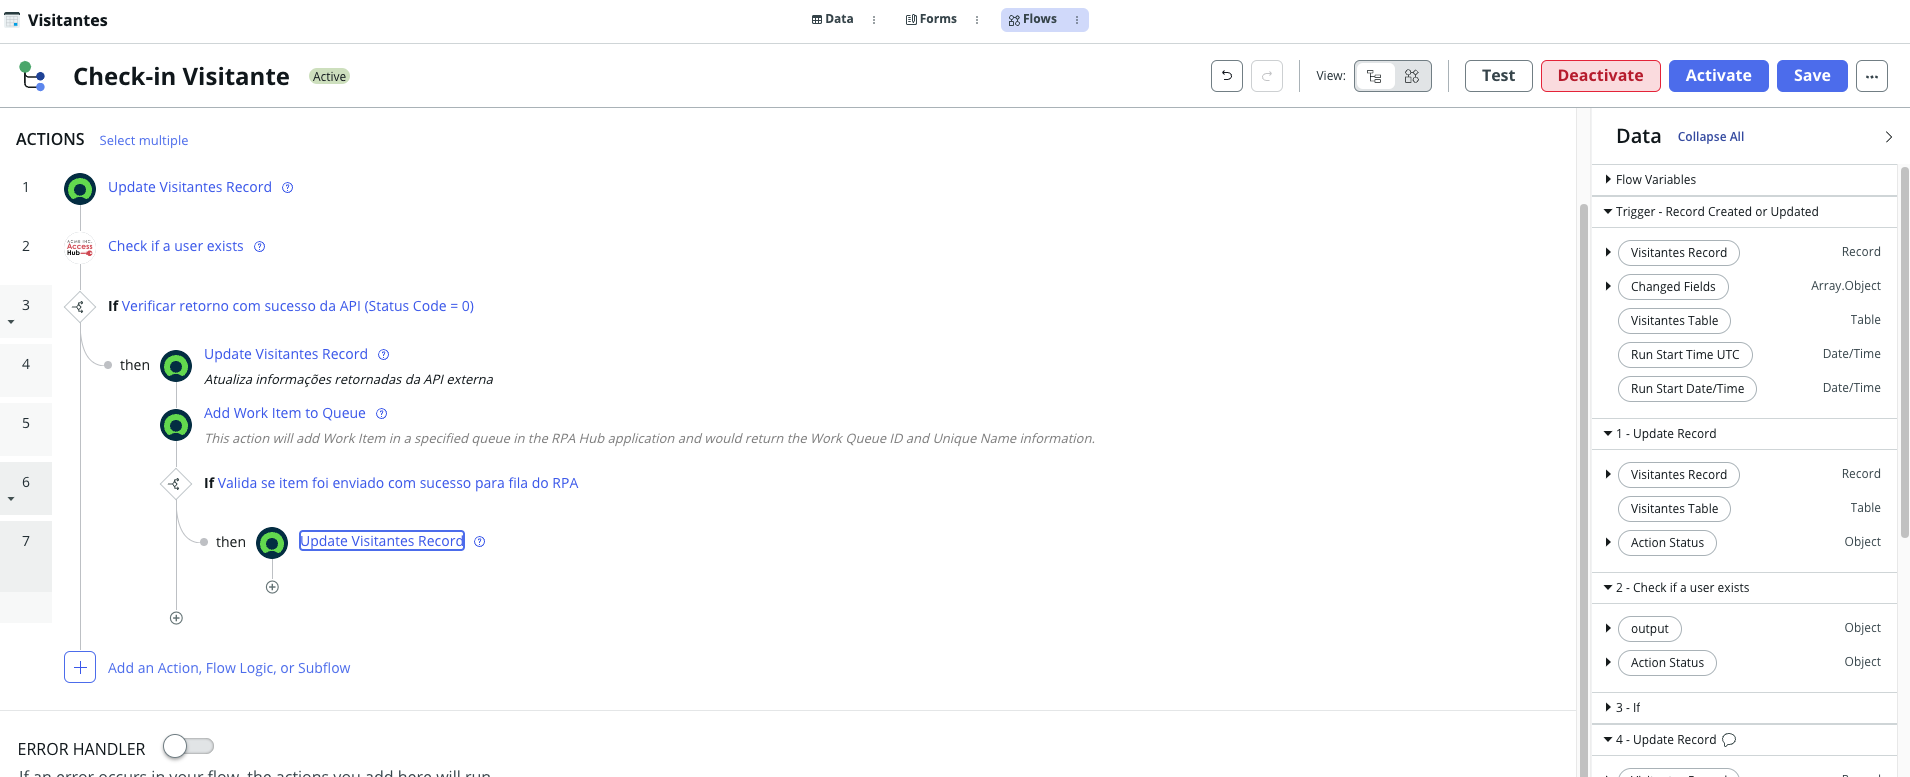 Visitantes
Data
Forms
Flows
Check-in Visitante
Active
View:
Test
Deactivate
Activate
Save
ACTIONS
Select multiple
1
Update Visitantes Record
2
ACME INC.
Access
Hub
Check if a user exists
3
If Verificar retorno com sucesso da API (Status Code = 0)
4
then
Update Visitantes Record
Atualiza informações retornadas da API externa
5
Add Work Item to Queue
This action will add Work Item in a specified queue in the RPA Hub application and would return the Work Queue ID and Unique Name information.
6
If Valida se item foi enviado com sucesso para fila do RPA
7
then
Update Visitantes Record
Add an Action, Flow Logic, or Subflow
ERROR HANDLER
If an error occurs in your flow, the actions you add here will run.
Data
Collapse All
Flow Variables
Trigger - Record Created or Updated
Visitantes Record Record
Changed Fields Array.Object
Visitantes Table Table
Run Start Time UTC Date/Time
Run Start Date/Time Date/Time
1 - Update Record
Visitantes Record Record
Visitantes Table Table
Action Status Object
2 - Check if a user exists
output Object
Action Status Object
3 - If
4 - Update Record
Visitantes Record Record